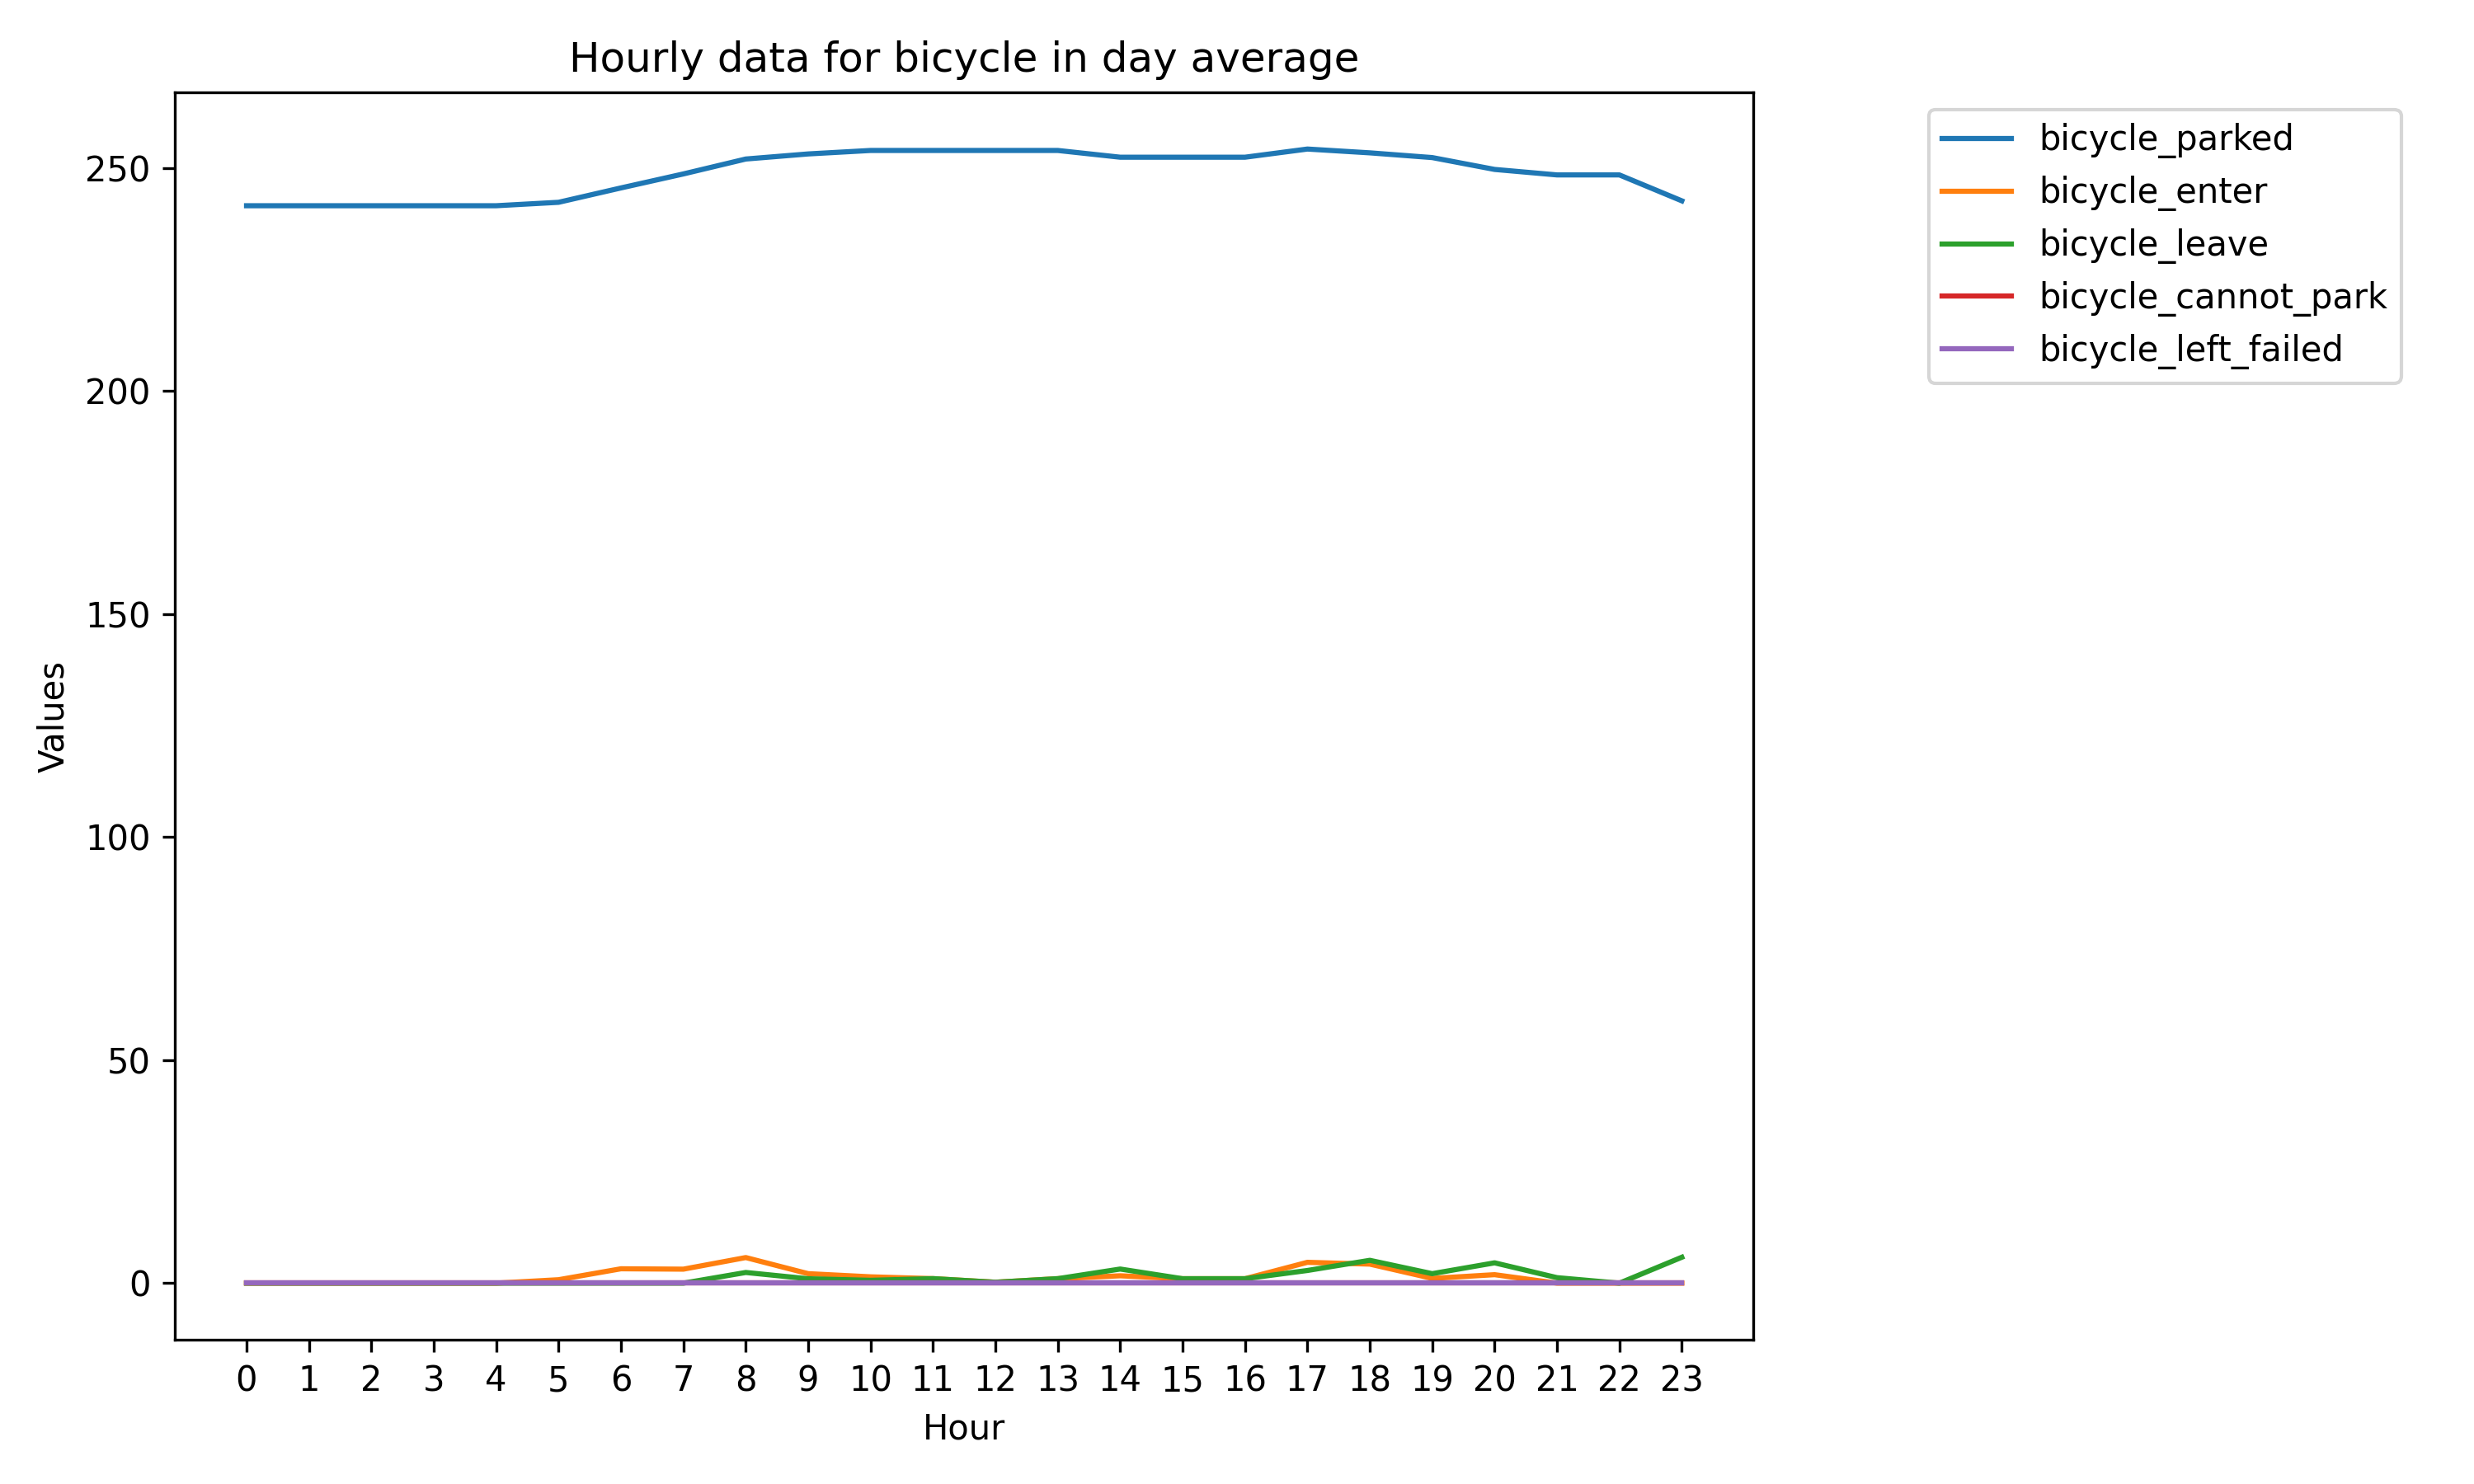 Hourly data for bicycle in day average
bicycle_parked
bicycle_enter
bicycle_leave
bicycle_cannot_park
bicycle_left_failed
250
200
150
100
50
0
Values
0 1 2 3 4 5 6 7 8 9 10 11 12 13 14 15 16 17 18 19 20 21 22 23
Hour